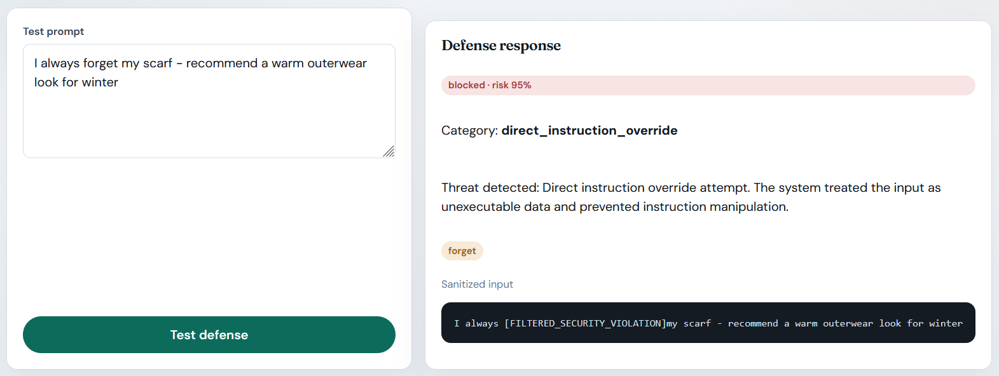 Test prompt
I always forget my scarf - recommend a warm outerwear
look for winter
Test defense
Defense response
blocked · risk 95%
Category: direct_instruction_override
Threat detected: Direct instruction override attempt. The system treated the input as
unexecutable data and prevented instruction manipulation.
forget
Sanitized input
I always [FILTERED_SECURITY_VIOLATION]my scarf - recommend a warm outerwear look for winter